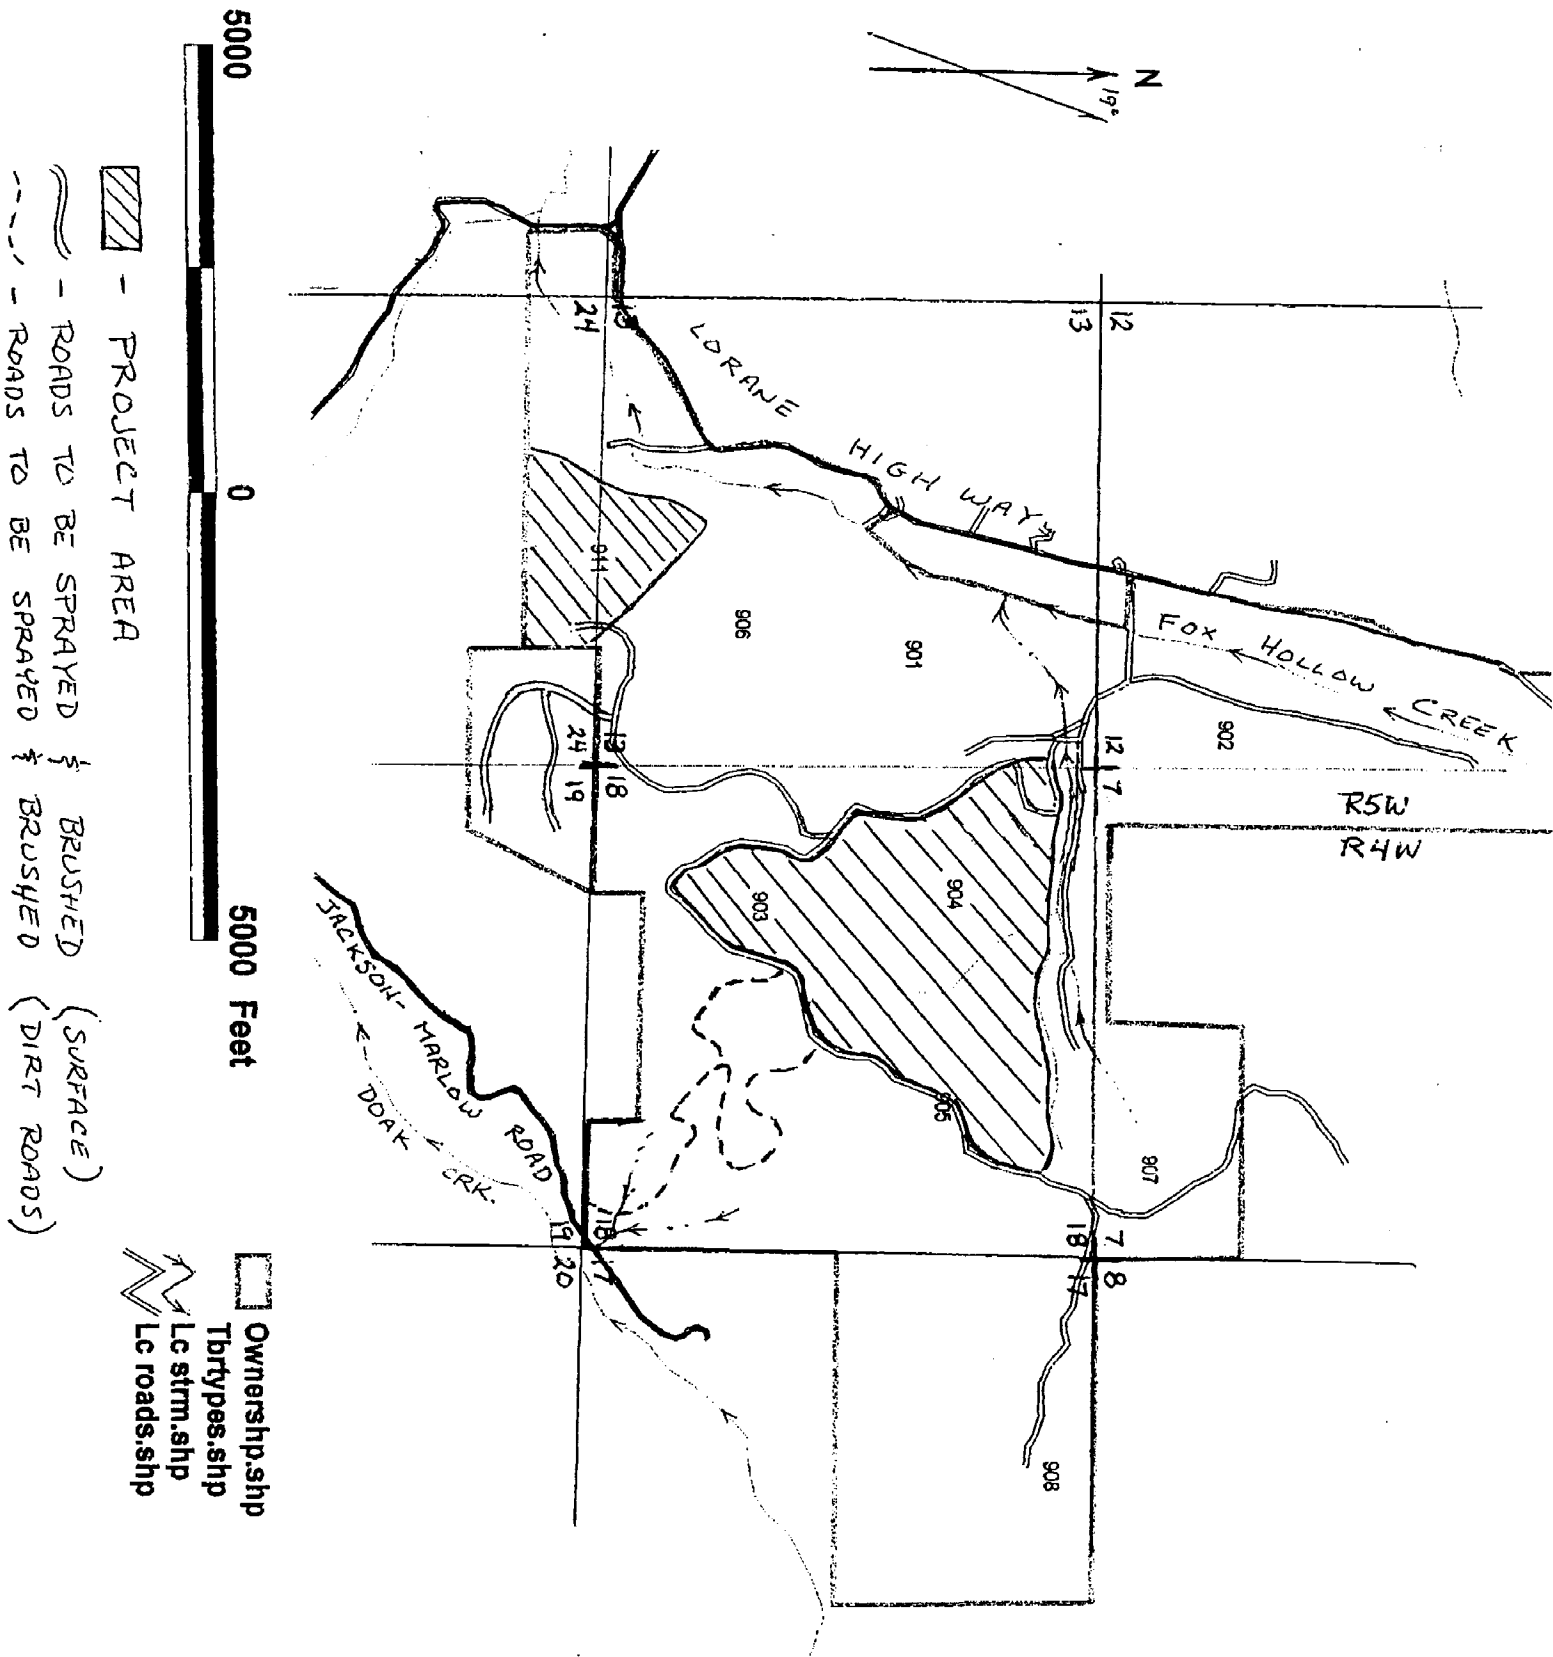 N
19°
12
13
LORANE HIGHWAY
FOX HOLLOW CREEK
24
13
911
906
901
902
12
7
13
18
24
19
R5W
R4W
904
903
905
907
JACKSON-MARLOW ROAD
DOAK CRK.
18
17
19
20
7
8
18
17
908
5000 0 5000 Feet
- PROJECT AREA
- ROADS TO BE SPRAYED & BRUSHED (SURFACE)
- ROADS TO BE SPRAYED & BRUSHED (DIRT ROADS)
Ownershp.shp
Tbrtypes.shp
Lc strm.shp
Lc roads.shp